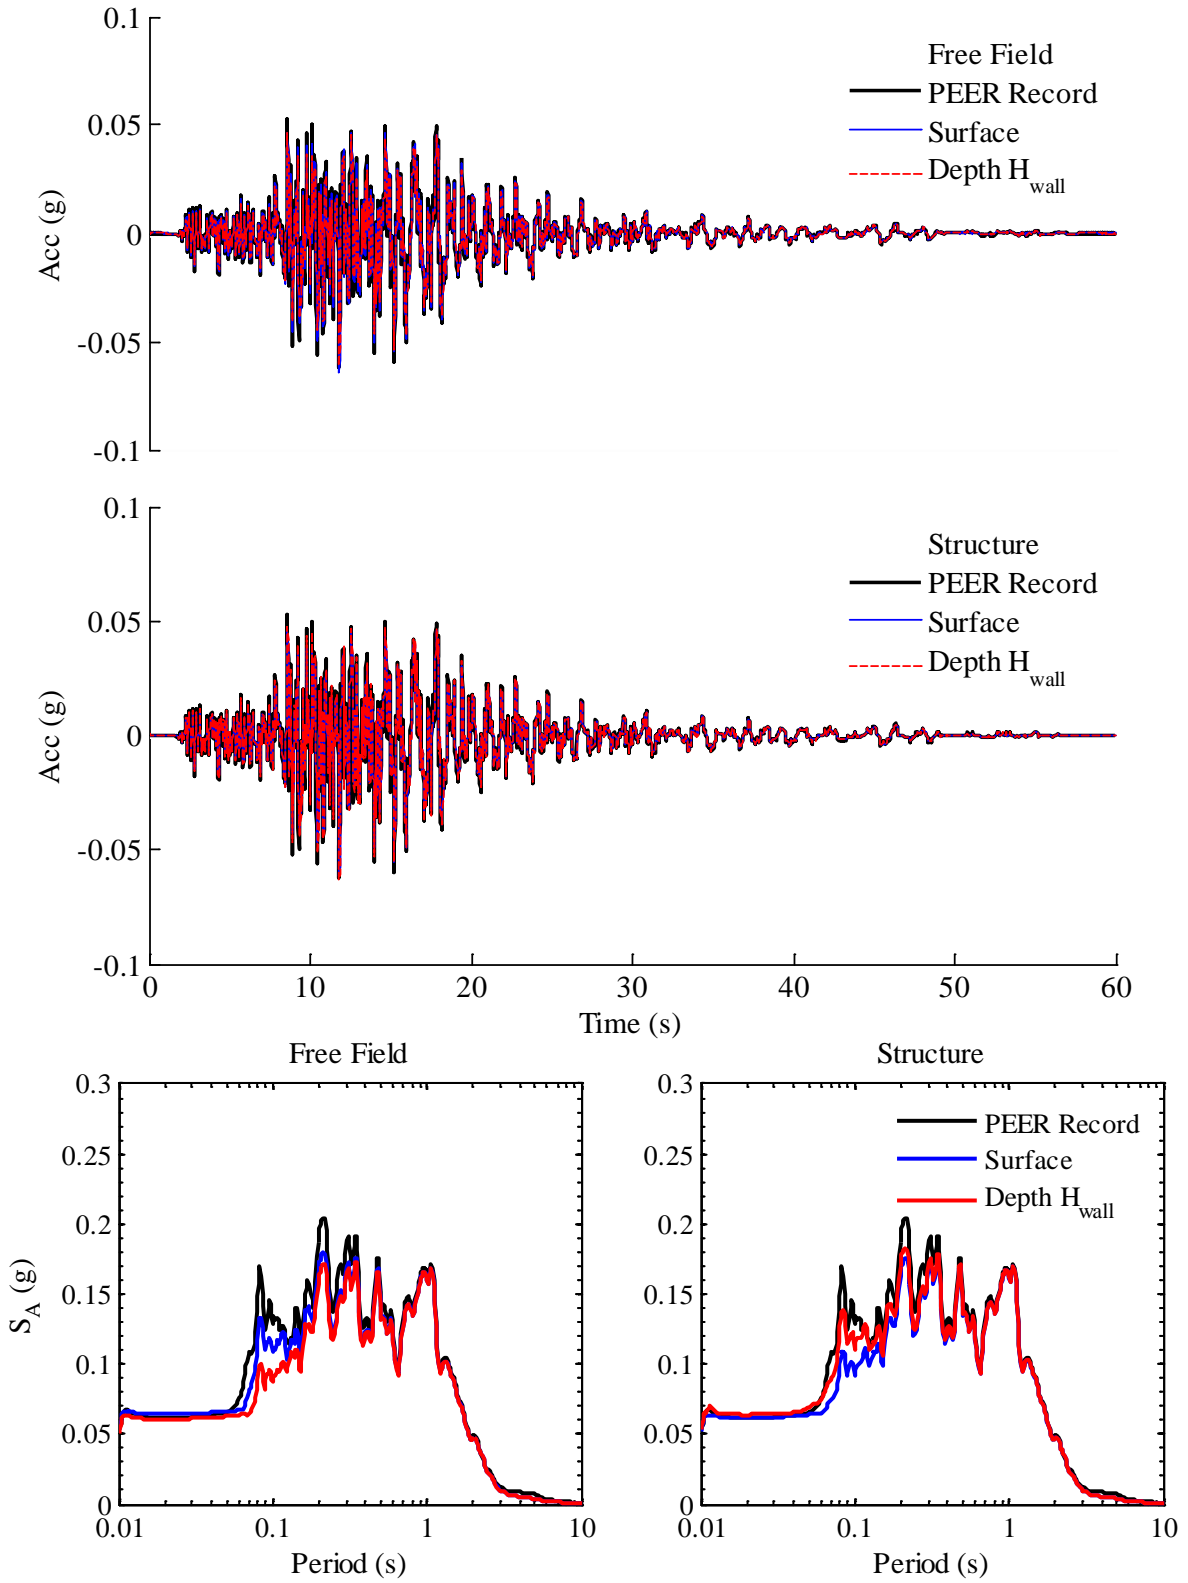 0.1
Free Field
PEER Record
0.05
Surface
Depth H_wall
Acc (g)
0
-0.05
-0.1
0.1
Structure
PEER Record
0.05
Surface
Depth H_wall
Acc (g)
0
-0.05
-0.1
0 10 20 30 40 50 60
Time (s)
Free Field Structure
0.3 0.3
PEER Record
0.25 0.25
Surface
Depth H_wall
0.2 0.2
S_A (g)
0.15 0.15
0.1 0.1
0.05 0.05
0 0
0.01 0.1 1 10 0.01 0.1 1 10
Period (s) Period (s)